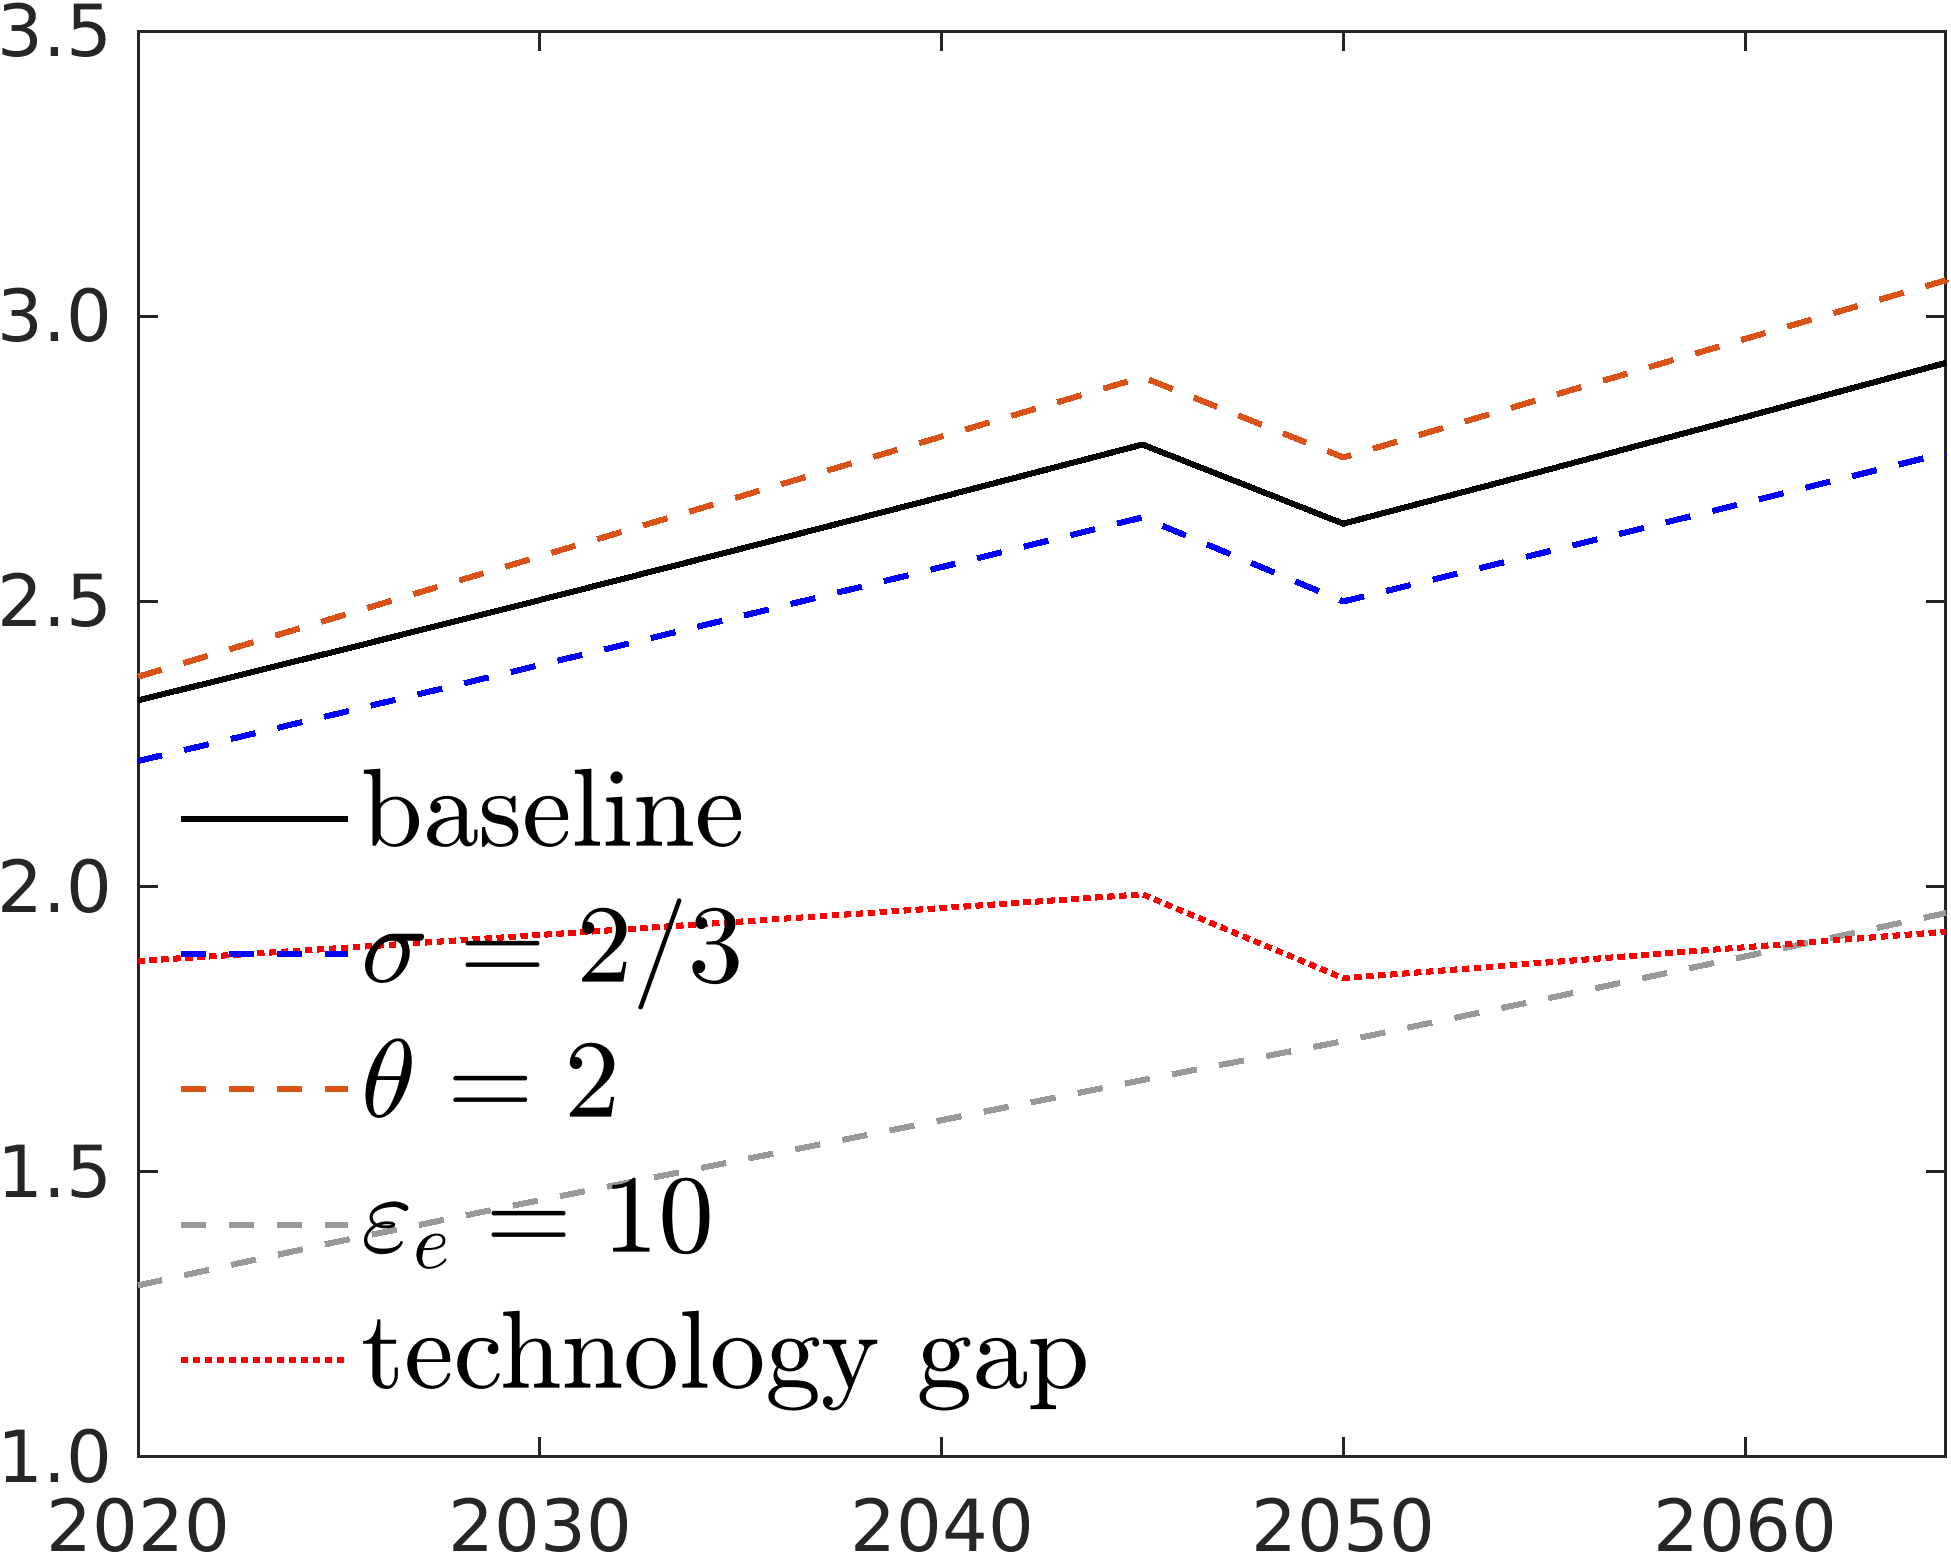 3.5
3.0
2.5
2.0
1.5
1.0
baseline
σ = 2/3
θ = 2
εₑ = 10
technology gap
2020 2030 2040 2050 2060